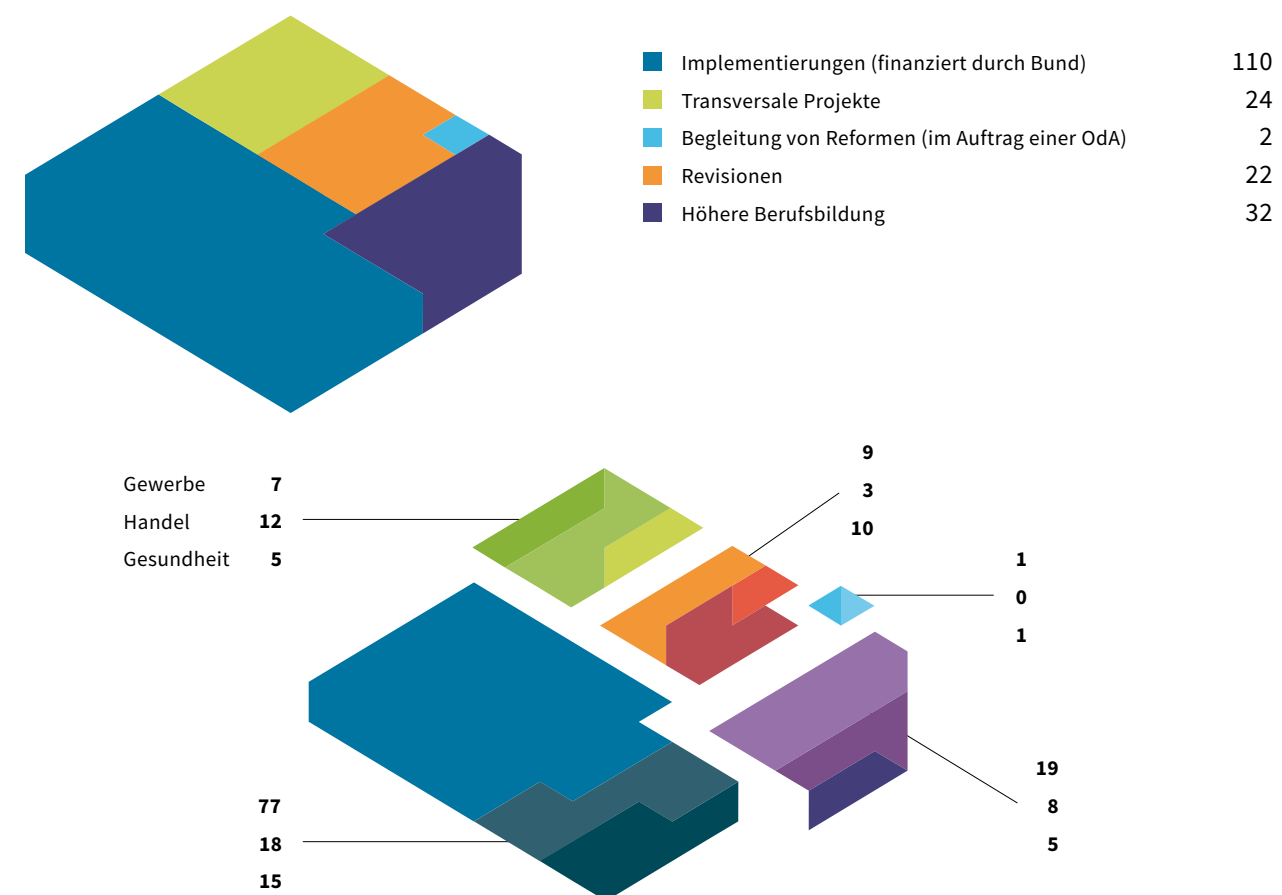 Implementierungen (finanziert durch Bund) 110
Transversale Projekte 24
Begleitung von Reformen (im Auftrag einer OdA) 2
Revisionen 22
Höhere Berufsbildung 32
Gewerbe 7
Handel 12
Gesundheit 5
9
3
10
1
0
1
19
8
5
77
18
15